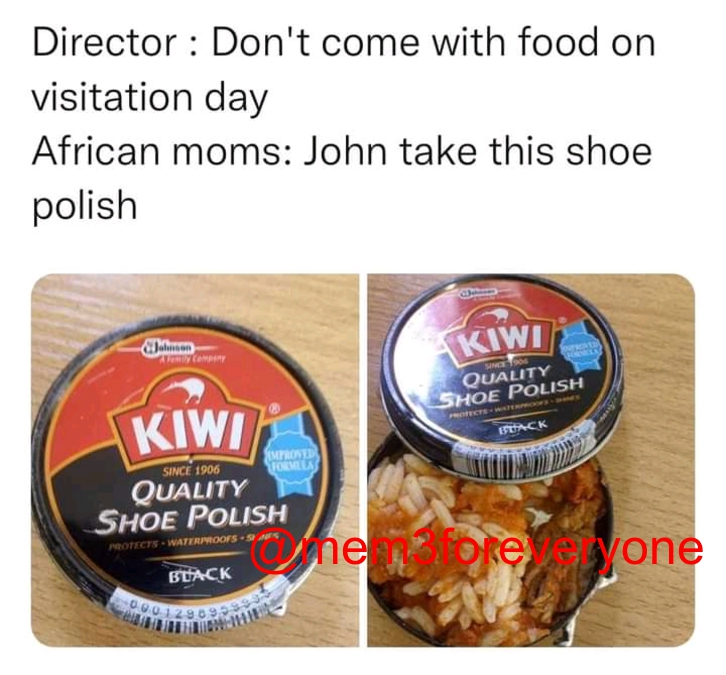 Director : Don't come with food on
visitation day
African moms: John take this shoe
polish
Johnson
A Family Company
KIWI
®
IMPROVED
FORMULA
SINCE 1906
QUALITY
SHOE POLISH
PROTECTS • WATERPROOFS • SHINES
BLACK
Johnson
KIWI
IMPROVED
FORMULA
SINCE 1906
QUALITY
SHOE POLISH
PROTECTS • WATERPROOFS • SHINES
BLACK
@mem3foreveryone